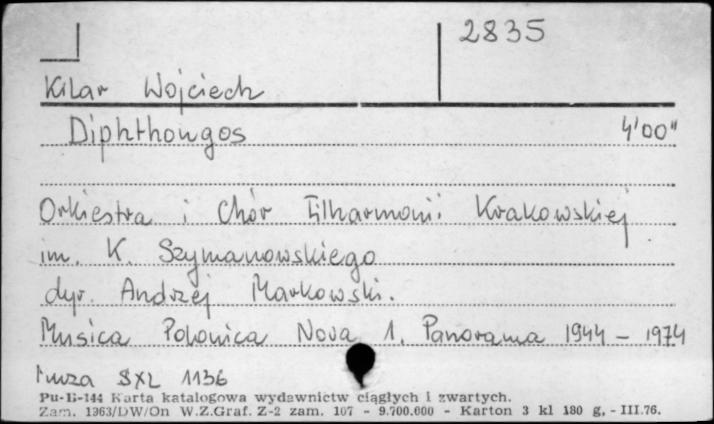 2835
Kilar Wojciech
Diphthongos 4'00"
Orkiestra i Chór Filharmonii Krakowskiej
im. K. Szymanowskiego
dyr. Andrzej Markowski.
Musica Polonica Nova 1. Panorama 1944 - 1974
Muza SXL 1136
Pu-B-144 Karta katalogowa wydawnictw ciągłych i zwartych.
Zam. 1363/DW/On W.Z.Graf. Z-2 zam. 107 - 9.700.000 - Karton 3 kl 180 g, - III.76.